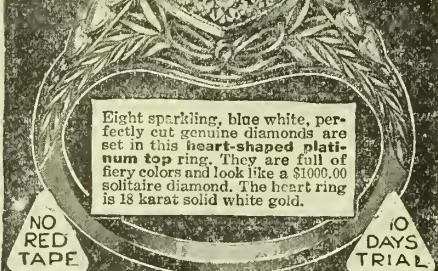 Eight sparkling, blue white, per-
fectly cut genuine diamonds are
set in this heart-shaped plati-
num top ring. They are full of
fiery colors and look like a $1000.00
solitaire diamond. The heart ring
is 18 karat solid white gold.
NO
RED
TAPE
10
DAYS
TRIAL